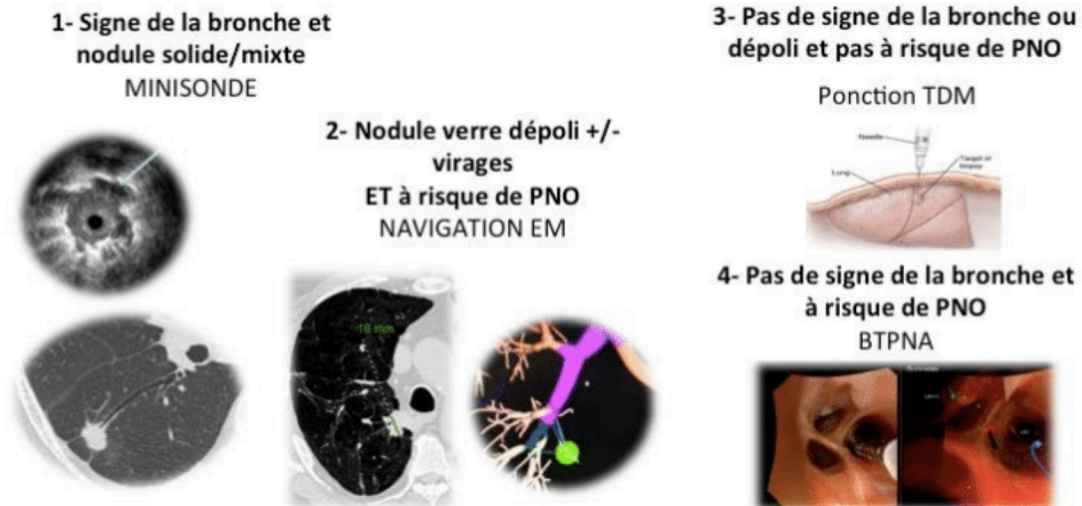 1- Signe de la bronche et
nodule solide/mixte
MINISONDE
2- Nodule verre dépoli +/-
virages
ET à risque de PNO
NAVIGATION EM
18 mm
3- Pas de signe de la bronche ou
dépoli et pas à risque de PNO
Ponction TDM
Needle
Lung
Target of
biopsy
4- Pas de signe de la bronche et
à risque de PNO
BTPNA